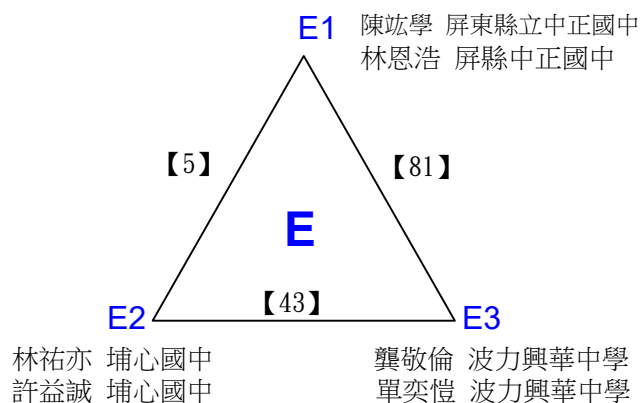 E1
陳竑學 屏東縣立中正國中
林恩浩 屏縣中正國中
【5】
【81】
E
【43】
E2
E3
林祐亦 埔心國中
許益誠 埔心國中
龔敬倫 波力興華中學
單奕愷 波力興華中學